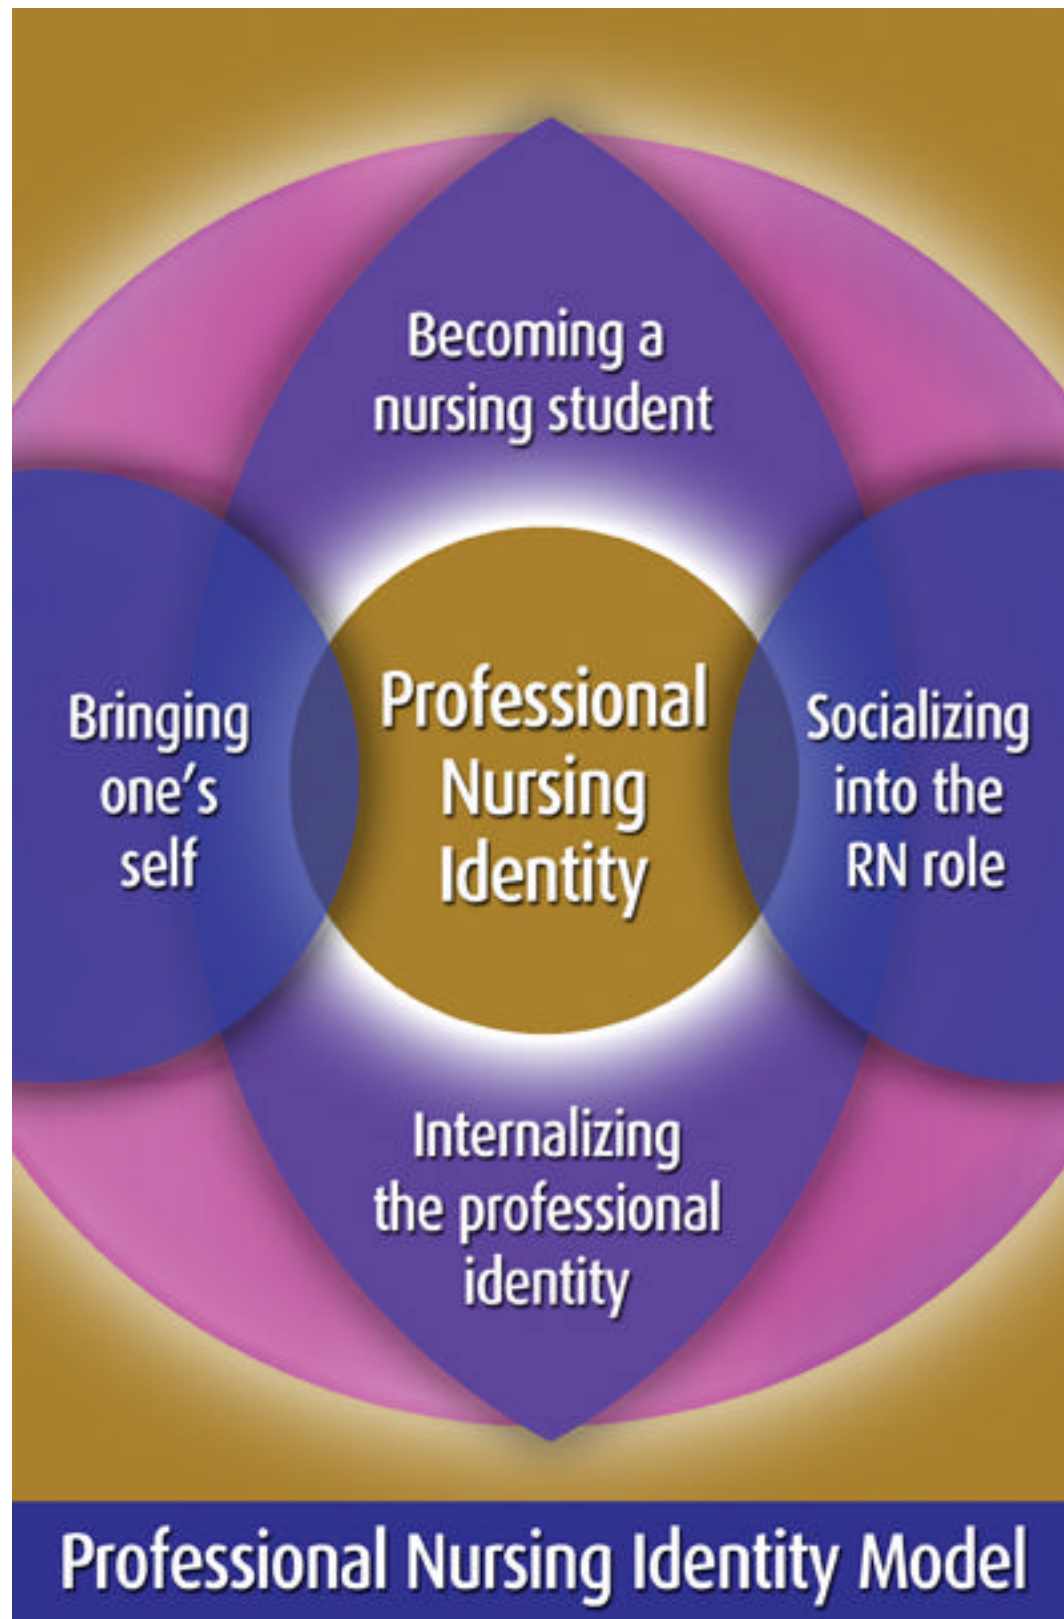 Becoming a
nursing student
Bringing
one's
self
Professional
Nursing
Identity
Socializing
into the
RN role
Internalizing
the professional
identity
Professional Nursing Identity Model